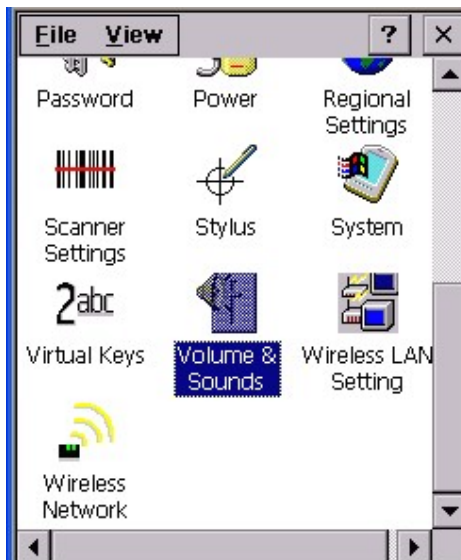 File View ? ×
Password Power Regional
Settings
Scanner Stylus System
Settings
2abc
Virtual Keys Volume & Wireless LAN
Sounds Setting
Wireless
Network